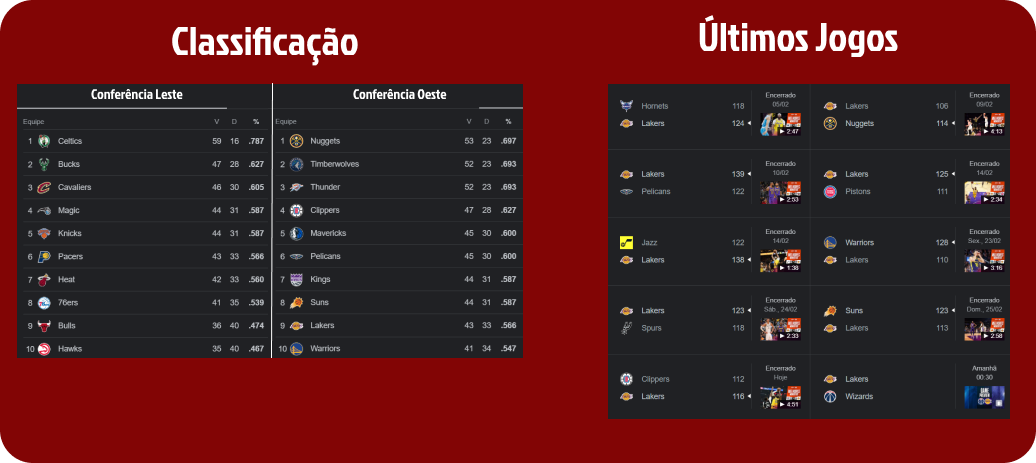 Classificação
Conferência Leste
Equipe V D %
1 Celtics 59 16 .787
2 Bucks 47 28 .627
3 Cavaliers 46 30 .605
4 Magic 44 31 .587
5 Knicks 44 31 .587
6 Pacers 43 33 .566
7 Heat 42 33 .560
8 76ers 41 35 .539
9 Bulls 36 40 .474
10 Hawks 35 40 .467
Conferência Oeste
Equipe V D %
1 Nuggets 53 23 .697
2 Timberwolves 52 23 .693
3 Thunder 52 23 .693
4 Clippers 47 28 .627
5 Mavericks 45 30 .600
6 Pelicans 45 30 .600
7 Kings 44 31 .587
8 Suns 44 31 .587
9 Lakers 43 33 .566
10 Warriors 41 34 .547
Últimos Jogos
Encerrado
05/02
Hornets 118
Lakers 124
2:47
Encerrado
09/02
Lakers 106
Nuggets 114
4:13
Encerrado
10/02
Lakers 139
Pelicans 122
2:53
Encerrado
14/02
Lakers 125
Pistons 111
2:34
Encerrado
14/02
Jazz 122
Lakers 138
1:38
Encerrado
Sex., 23/02
Warriors 128
Lakers 110
3:16
Encerrado
Sáb., 24/02
Lakers 123
Spurs 118
2:33
Encerrado
Dom., 25/02
Suns 123
Lakers 113
2:58
Encerrado
Hoje
Clippers 112
Lakers 116
4:51
Amanhã
00:30
Lakers
Wizards